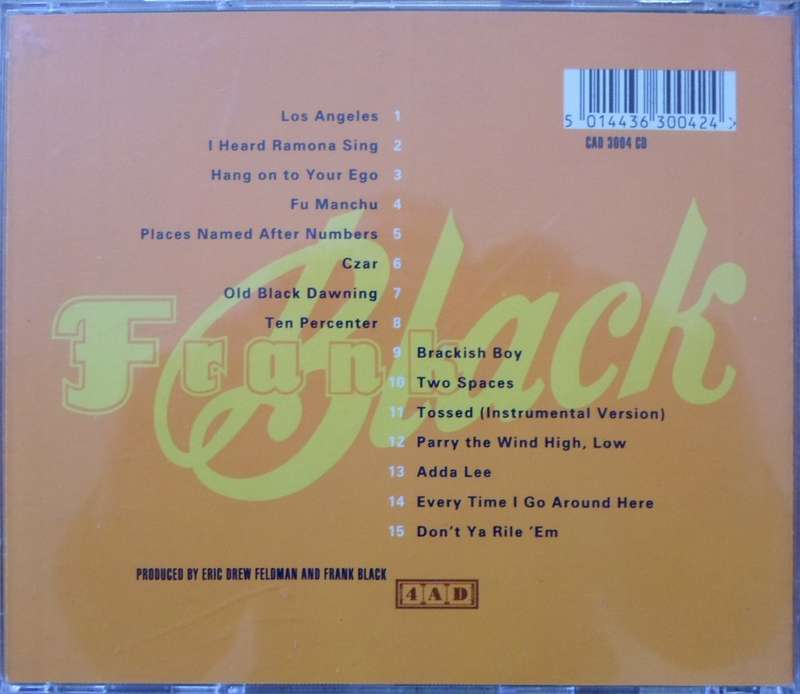 5 014436 300424 >
CAD 3004 CD
Los Angeles 1
I Heard Ramona Sing 2
Hang on to Your Ego 3
Fu Manchu 4
Places Named After Numbers 5
Czar 6
Old Black Dawning 7
Ten Percenter 8
Frank Black
9 Brackish Boy
10 Two Spaces
11 Tossed (Instrumental Version)
12 Parry the Wind High, Low
13 Adda Lee
14 Every Time I Go Around Here
15 Don't Ya Rile 'Em
PRODUCED BY ERIC DREW FELDMAN AND FRANK BLACK
4AD